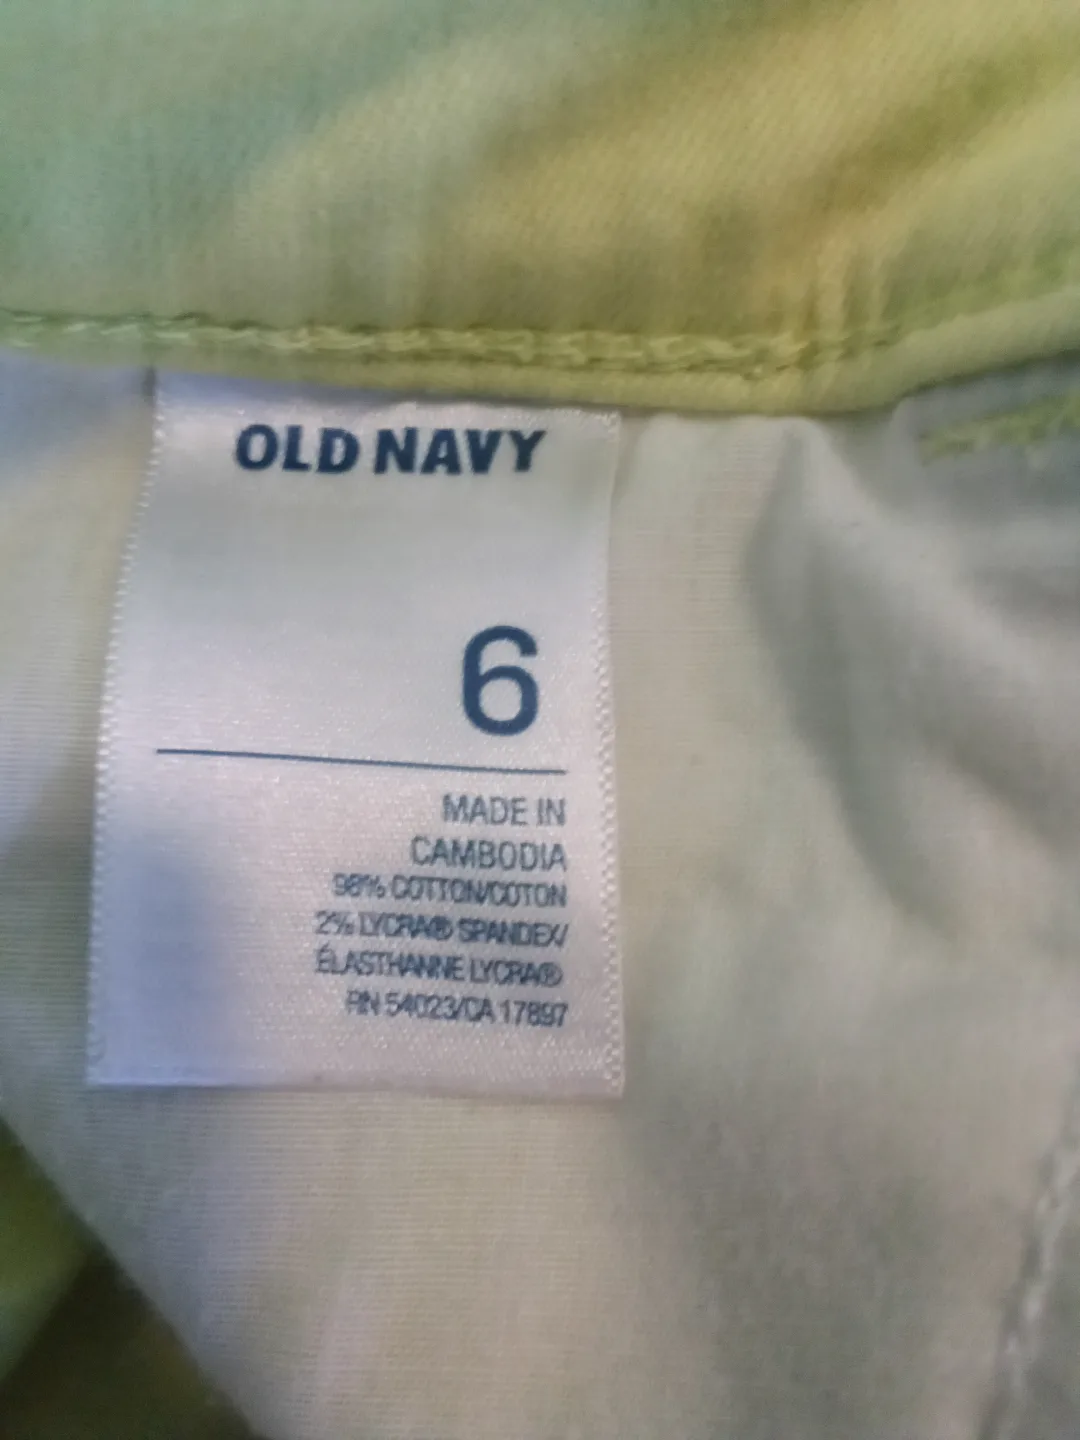 OLD NAVY
6
MADE IN
CAMBODIA
98% COTTON/COTON
2% LYCRA® SPANDEX/
ÉLASTHANNE LYCRA®
RN 54023/CA 17897